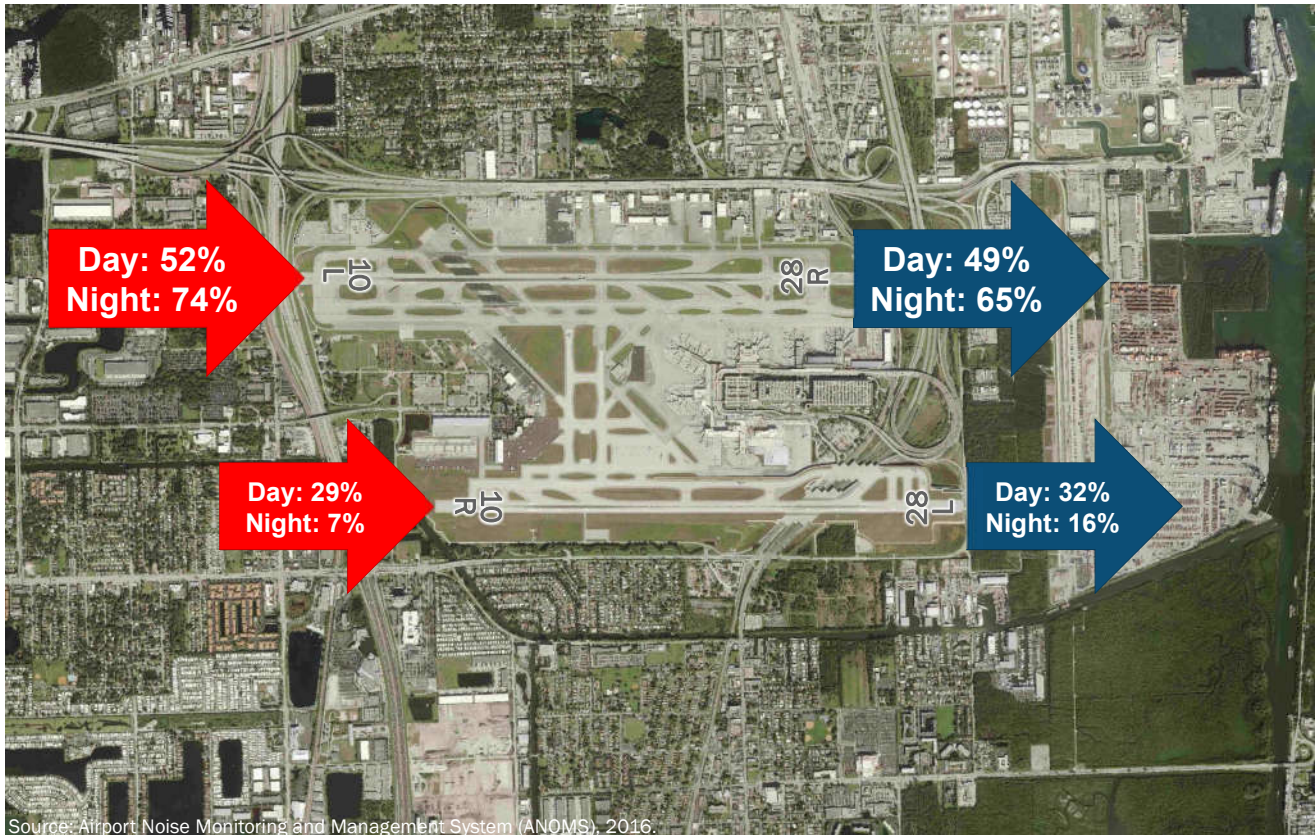 Day: 52%
Night: 74%
10
L
28
R
Day: 49%
Night: 65%
Day: 29%
Night: 7%
10
R
28
L
Day: 32%
Night: 16%
Source: Airport Noise Monitoring and Management System (ANOMS), 2016.